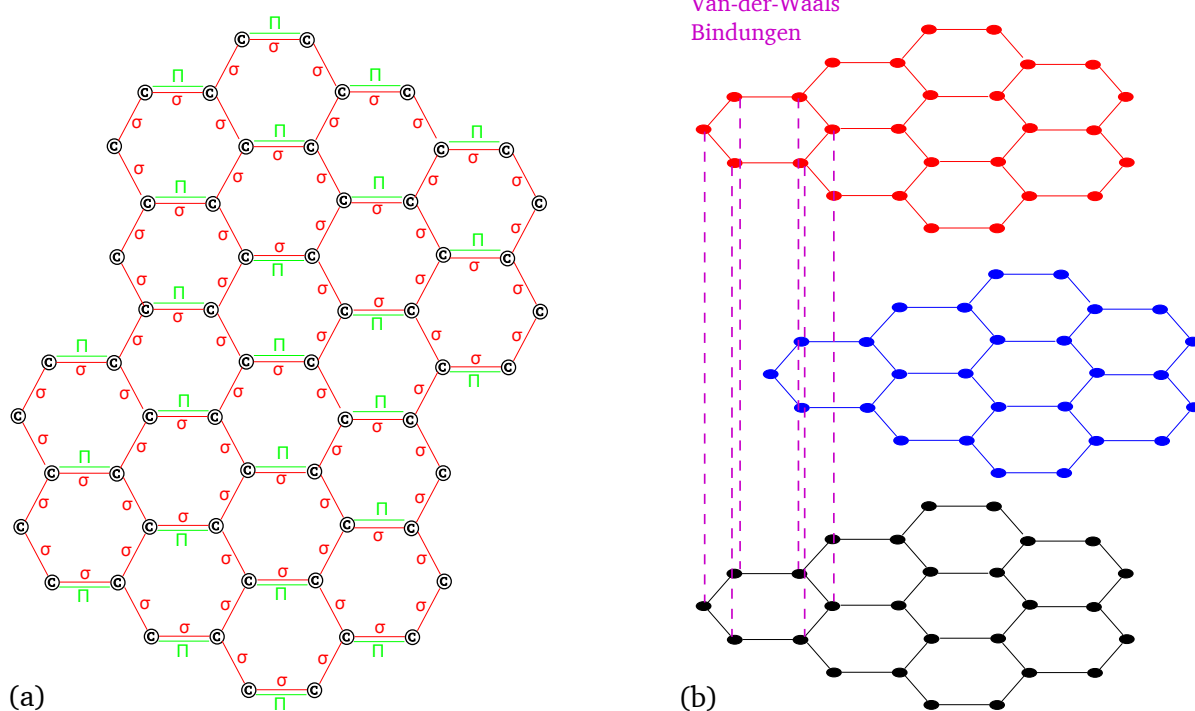 Van-der-Waals
Bindungen
Π
C C
σ
σ σ
Π Π
C C C C
σ σ
σ σ σ σ
Π Π
C C C C C
σ σ
σ σ σ σ σ
Π Π
C C C C C
σ σ
σ σ σ σ σ
Π
C C C C C
σ σ
Π
σ σ σ σ σ
Π
C C C C C
σ σ
Π
σ σ σ σ
Π Π
C C C C C C
σ σ σ
Π
σ σ σ σ
Π Π
C C C C C
σ σ
σ σ σ σ
Π Π
C C C C C
σ σ
σ σ σ σ
Π
C C C C C
σ σ
Π
σ σ σ σ
C C C C C
σ σ
Π Π
σ σ σ
C C C C
σ σ
Π Π
σ σ
C C
σ
Π
(a)
(b)